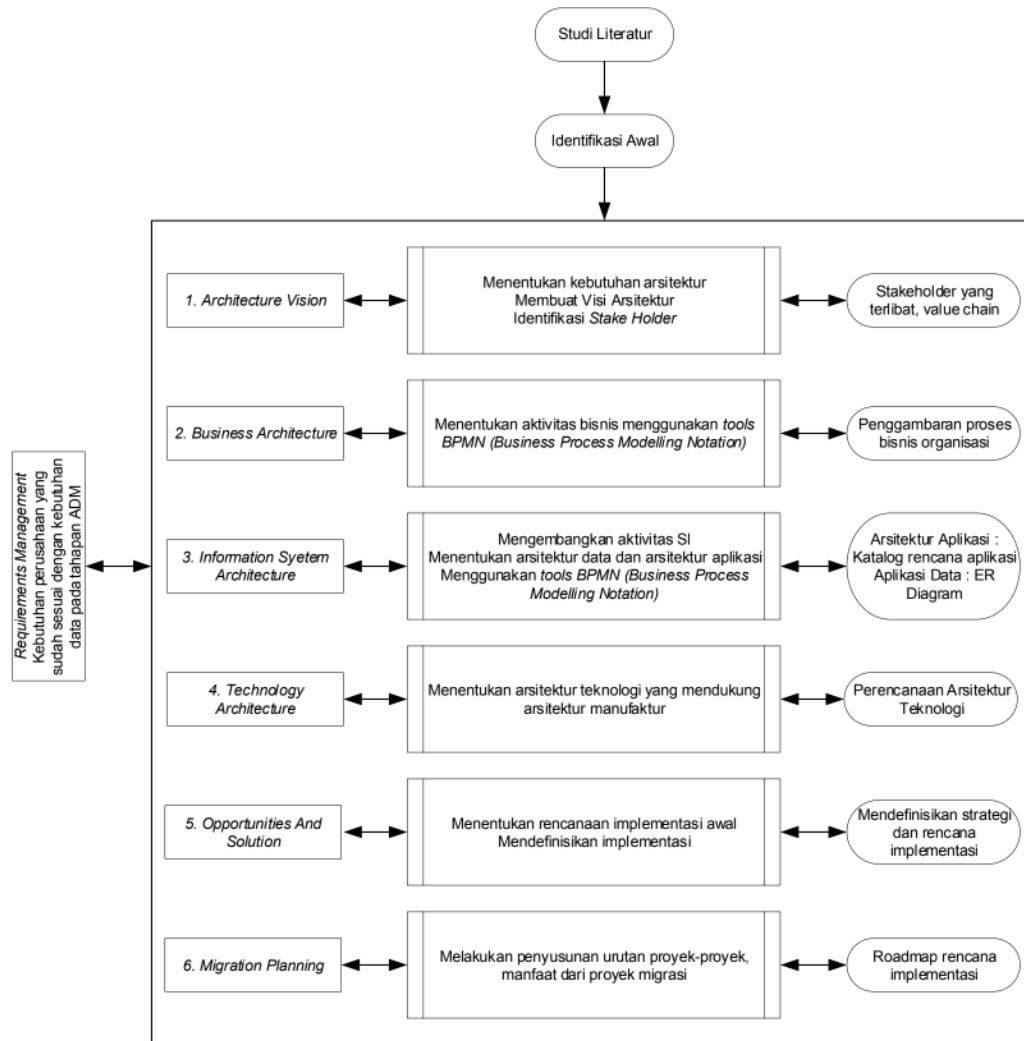 Studi Literatur
Identifikasi Awal
Requirements Management
Kebutuhan perusahaan yang
sudah sesuai dengan kebutuhan
data pada tahapan ADM
1. Architecture Vision
Menentukan kebutuhan arsitektur
Membuat Visi Arsitektur
Identifikasi Stake Holder
Stakeholder yang
terlibat, value chain
2. Business Architecture
Menentukan aktivitas bisnis menggunakan tools
BPMN (Business Process Modelling Notation)
Penggambaran proses
bisnis organisasi
3. Information Syetem
Architecture
Mengembangkan aktivitas SI
Menentukan arsitektur data dan arsitektur aplikasi
Menggunakan tools BPMN (Business Process
Modelling Notation)
Arsitektur Aplikasi :
Katalog rencana aplikasi
Aplikasi Data : ER
Diagram
4. Technology
Architecture
Menentukan arsitektur teknologi yang mendukung
arsitektur manufaktur
Perencanaan Arsitektur
Teknologi
5. Opportunities And
Solution
Menentukan rencanaan implementasi awal
Mendefinisikan implementasi
Mendefinisikan strategi
dan rencana
implementasi
6. Migration Planning
Melakukan penyusunan urutan proyek-proyek,
manfaat dari proyek migrasi
Roadmap rencana
implementasi